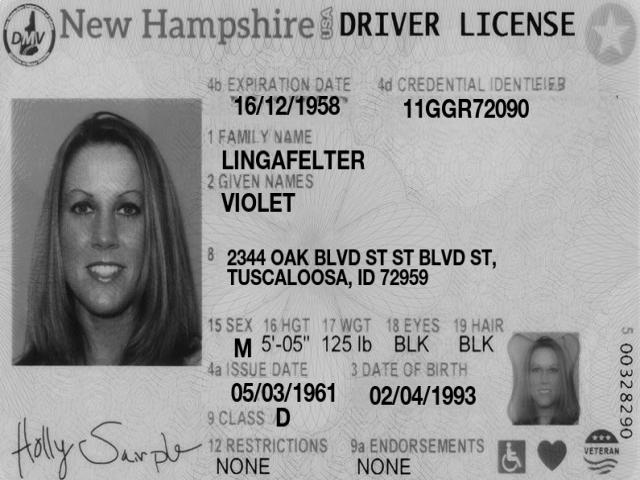 New Hampshire USA DRIVER LICENSE
DMV
4b EXPIRATION DATE 4d CREDENTIAL IDENTIFIER
16/12/1958 11GGR72090
1 FAMILY NAME
LINGAFELTER
2 GIVEN NAMES
VIOLET
8 2344 OAK BLVD ST ST BLVD ST,
TUSCALOOSA, ID 72959
15 SEX 16 HGT 17 WGT 18 EYES 19 HAIR
M 5'-05" 125 lb BLK BLK
4a ISSUE DATE 3 DATE OF BIRTH
05/03/1961 02/04/1993
9 CLASS D
12 RESTRICTIONS 9a ENDORSEMENTS
NONE NONE
5 00328290
Holly Sample
VETERAN